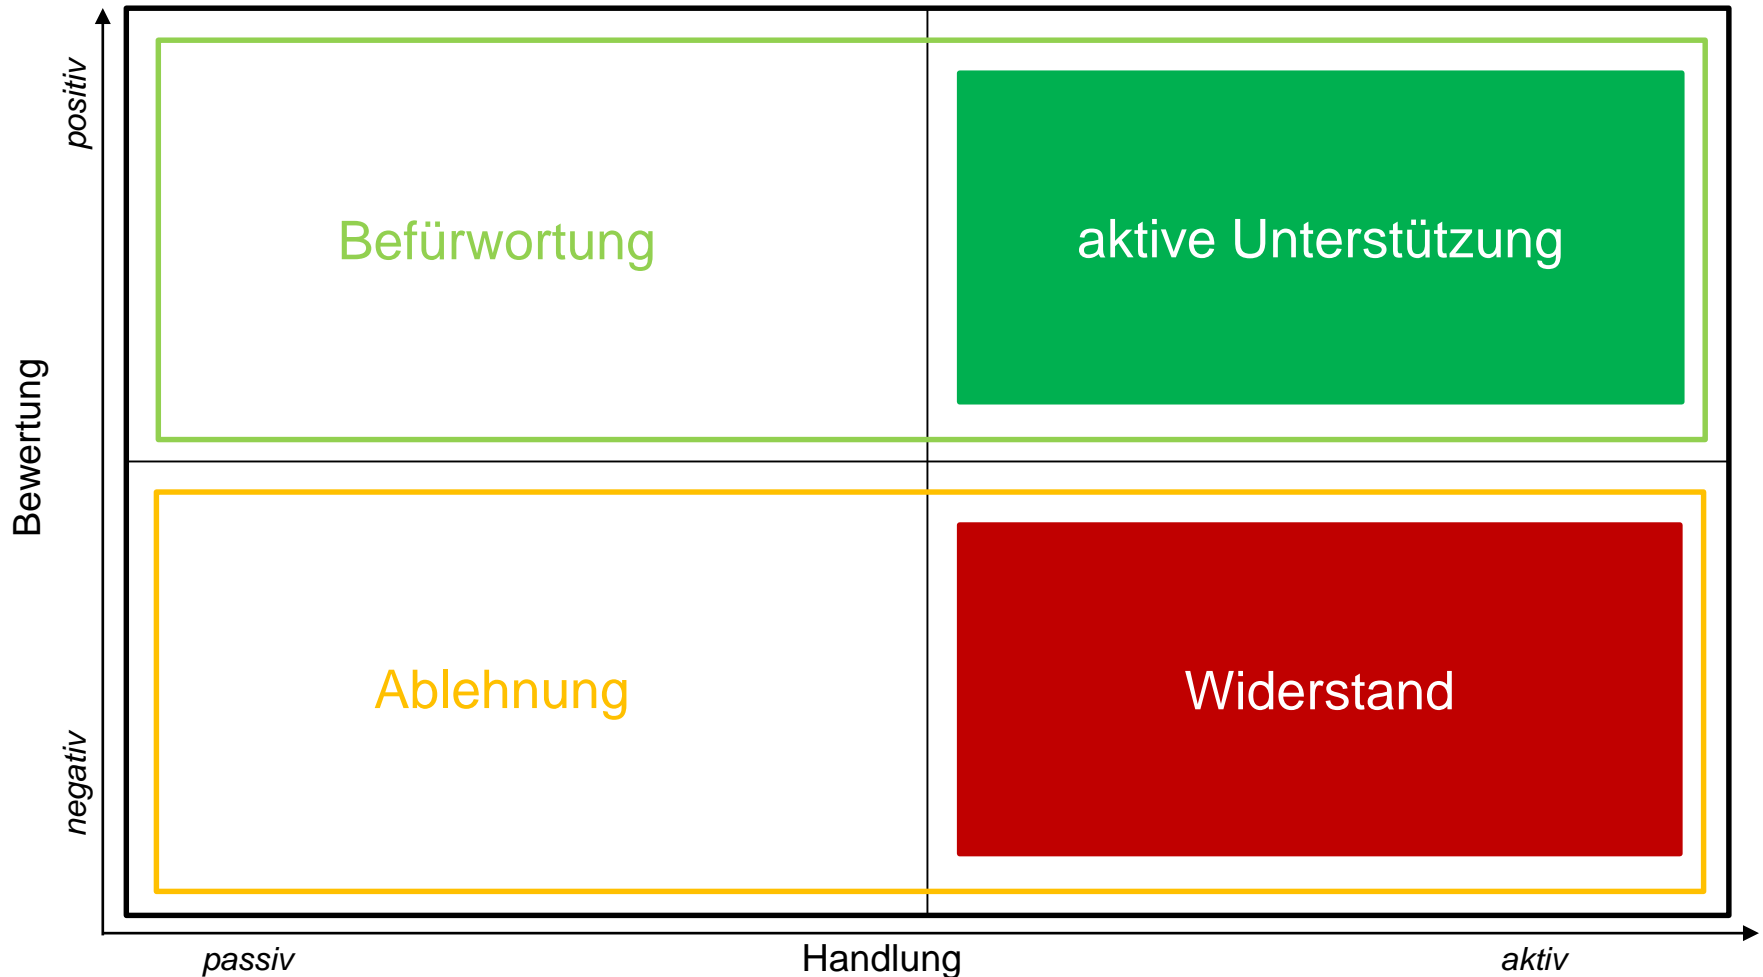 positiv
Befürwortung
aktive Unterstützung
Bewertung
Ablehnung
Widerstand
negativ
passiv
Handlung
aktiv